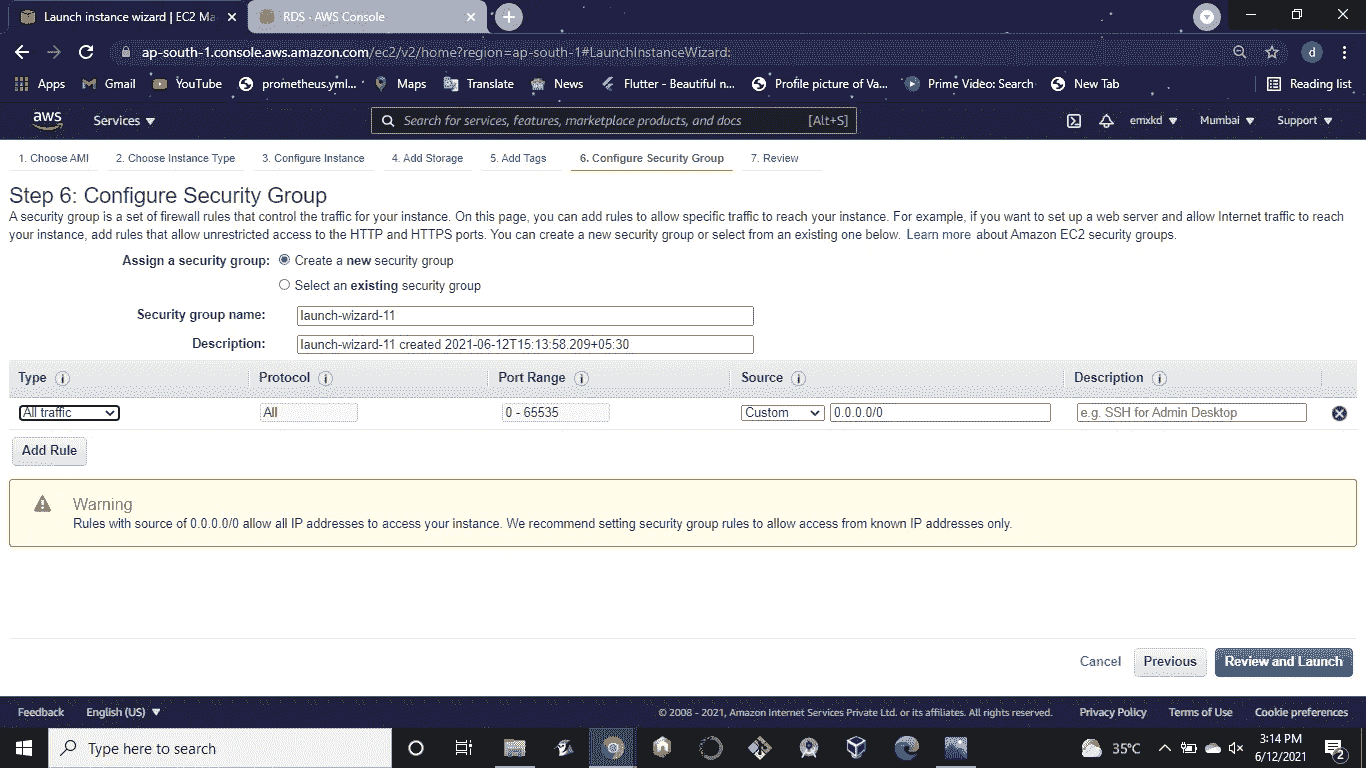 Launch instance wizard | EC2 Ma
RDS · AWS Console
ap-south-1.console.aws.amazon.com/ec2/v2/home?region=ap-south-1#LaunchInstanceWizard:
d
Apps Gmail YouTube prometheus.yml... Maps Translate News Flutter - Beautiful n... Profile picture of Va... Prime Video: Search New Tab Reading list
aws Services Search for services, features, marketplace products, and docs [Alt+S] emxkd Mumbai Support
1. Choose AMI 2. Choose Instance Type 3. Configure Instance 4. Add Storage 5. Add Tags 6. Configure Security Group 7. Review
Step 6: Configure Security Group
A security group is a set of firewall rules that control the traffic for your instance. On this page, you can add rules to allow specific traffic to reach your instance. For example, if you want to set up a web server and allow Internet traffic to reach
your instance, add rules that allow unrestricted access to the HTTP and HTTPS ports. You can create a new security group or select from an existing one below. Learn more about Amazon EC2 security groups.
Assign a security group: Create a new security group
Select an existing security group
Security group name: launch-wizard-11
Description: launch-wizard-11 created 2021-06-12T15:13:58.209+05:30
Type Protocol Port Range Source Description
All traffic All 0 - 65535 Custom 0.0.0.0/0 e.g. SSH for Admin Desktop
Add Rule
Warning
Rules with source of 0.0.0.0/0 allow all IP addresses to access your instance. We recommend setting security group rules to allow access from known IP addresses only.
Cancel Previous Review and Launch
Feedback English (US) © 2008 - 2021, Amazon Internet Services Private Ltd. or its affiliates. All rights reserved. Privacy Policy Terms of Use Cookie preferences
Type here to search 35°C 3:14 PM
6/12/2021 2